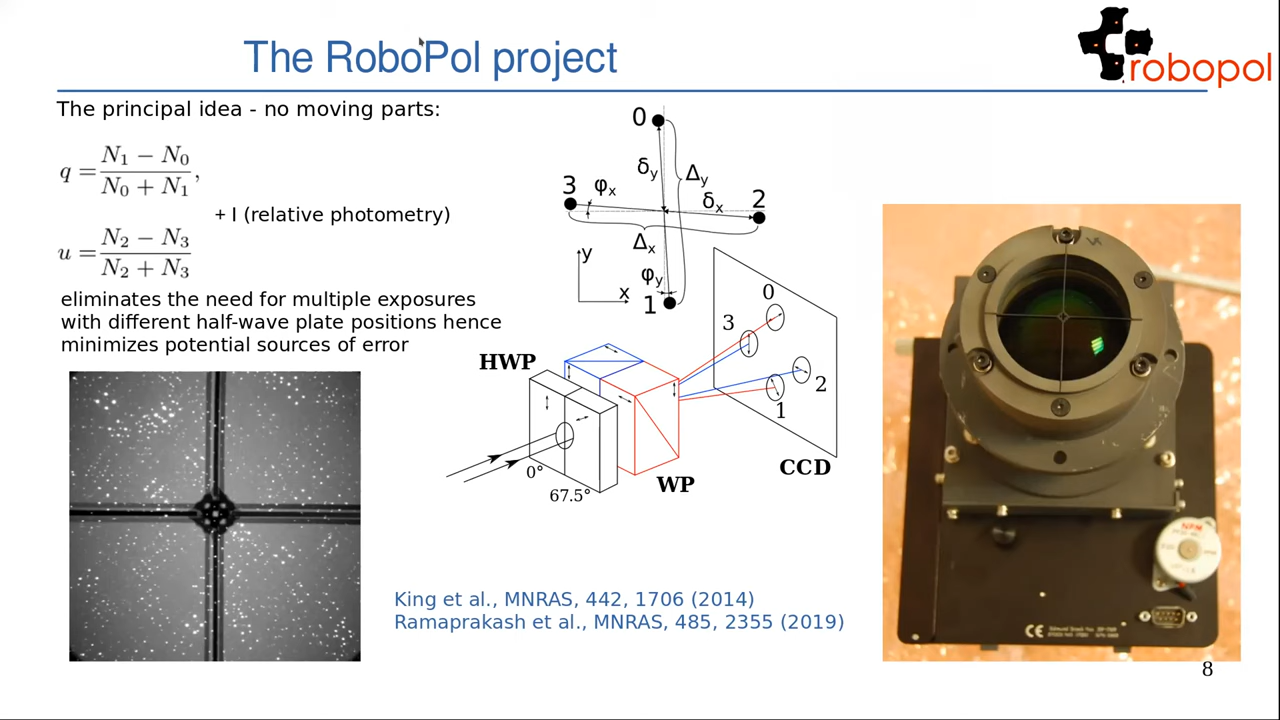 The RoboPol project
robopol
The principal idea - no moving parts:
q = (N₁ − N₀) / (N₀ + N₁),
+ I (relative photometry)
u = (N₂ − N₃) / (N₂ + N₃)
eliminates the need for multiple exposures
with different half-wave plate positions hence
minimizes potential sources of error
0
δy
Δy
3
φx
δx
2
Δx
y
φy
x
1
0
3
HWP
2
1
0°
67.5°
WP
CCD
King et al., MNRAS, 442, 1706 (2014)
Ramaprakash et al., MNRAS, 485, 2355 (2019)
NPM
CE
8